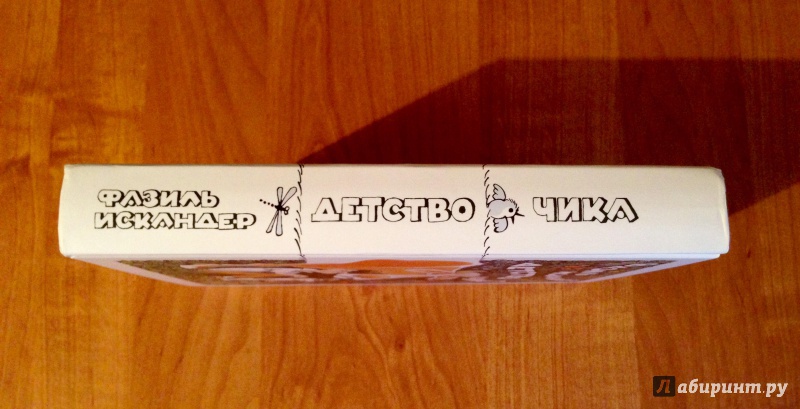 ФАЗИЛЬ
ИСКАНДЕР
ДЕТСТВО
ЧИКА
Лабиринт.ру